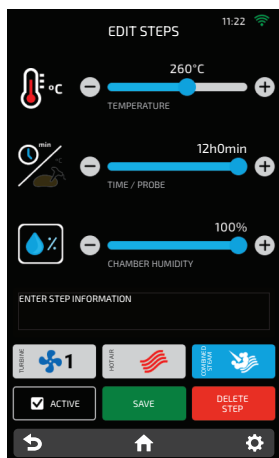 11:22
EDIT STEPS
260°C
°C
TEMPERATURE
min
12h0min
TIME / PROBE
100%
%
CHAMBER HUMIDITY
ENTER STEP INFORMATION
TURBINE
1
HOT AIR
COMBINED
STEAM
ACTIVE
SAVE
DELETE
STEP